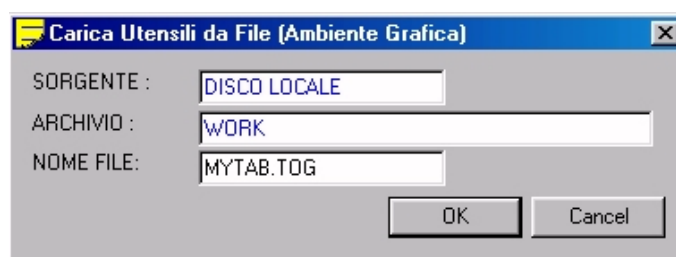 Carica Utensili da File (Ambiente Grafica)
SORGENTE : DISCO LOCALE
ARCHIVIO : WORK
NOME FILE: MYTAB.TOG
OK Cancel